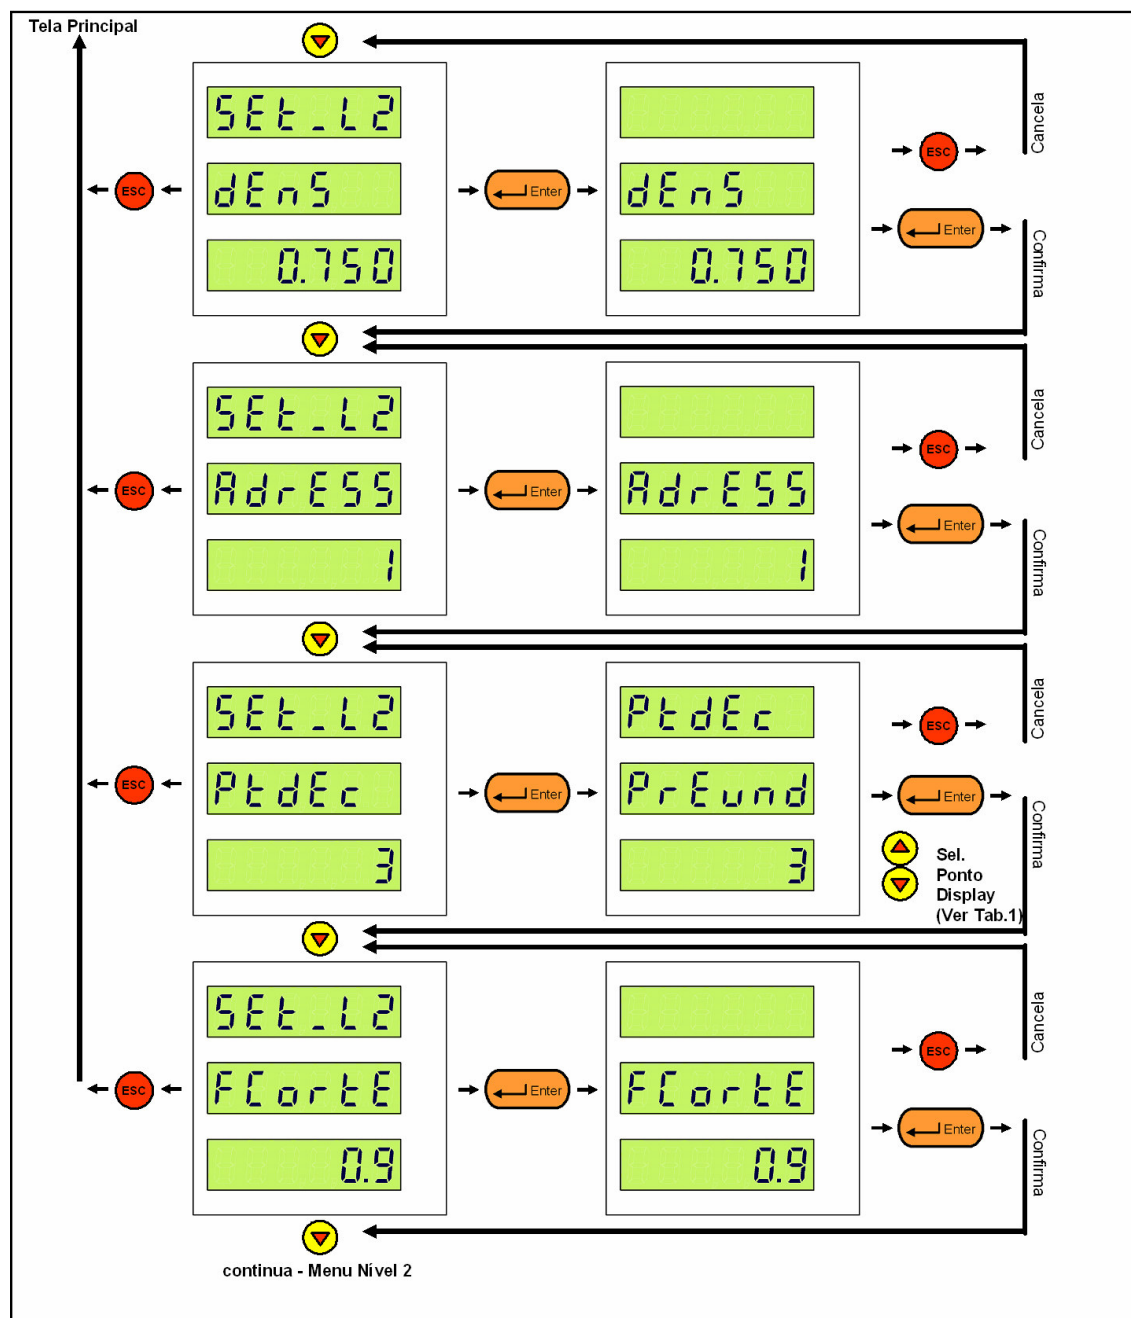 Tela Principal
SEt_L2
dEnS
0.750
dEnS
0.750
ESC
Enter
ESC
Enter
Cancela
Confirma
SEt_L2
AdrESS
1
AdrESS
1
ESC
Enter
ESC
Enter
Cancela
Confirma
SEt_L2
PtdEc
3
PtdEc
PrEund
3
ESC
Enter
ESC
Enter
Cancela
Confirma
Sel.
Ponto
Display
(Ver Tab.1)
SEt_L2
FCortE
0.9
FCortE
0.9
ESC
Enter
ESC
Enter
Cancela
Confirma
continua - Menu Nível 2